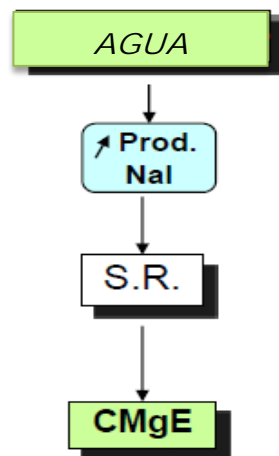 AGUA
↗ Prod.
Nal
S.R.
CMgE